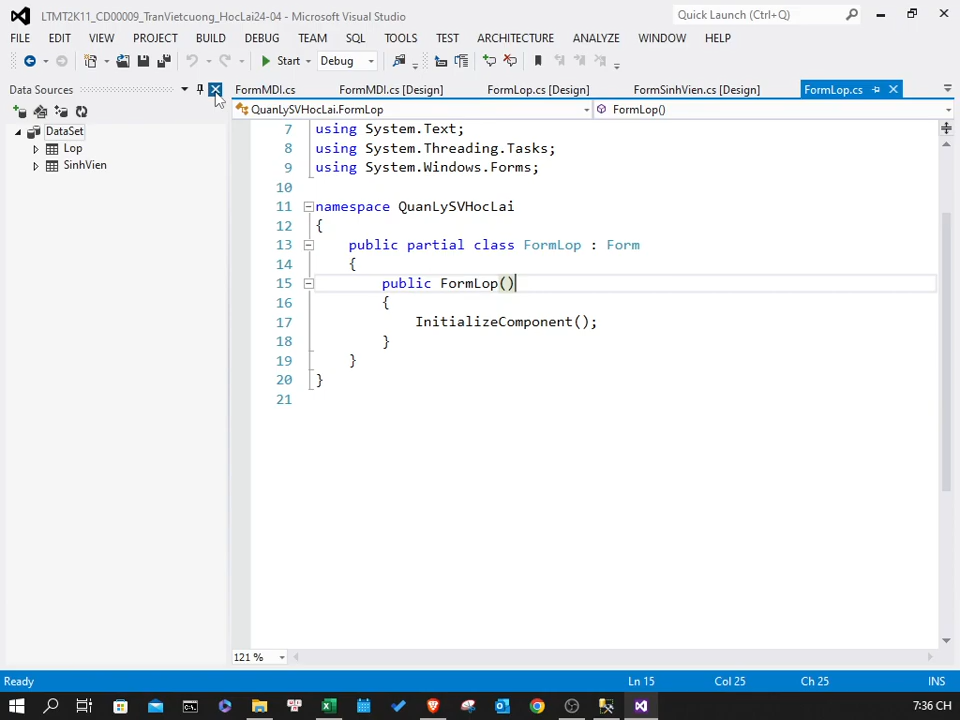 LTMT2K11_CD00009_TranVietcuong_HocLai24-04 - Microsoft Visual Studio
Quick Launch (Ctrl+Q)
FILE EDIT VIEW PROJECT BUILD DEBUG TEAM SQL TOOLS TEST ARCHITECTURE ANALYZE WINDOW HELP
Start Debug
Data Sources
FormMDI.cs FormMDI.cs [Design] FormLop.cs [Design] FormSinhVien.cs [Design] FormLop.cs
QuanLySVHocLai.FormLop FormLop()
DataSet
Lop
SinhVien
7 using System.Text;
8 using System.Threading.Tasks;
9 using System.Windows.Forms;
10
11 namespace QuanLySVHocLai
12 {
13 public partial class FormLop : Form
14 {
15 public FormLop()
16 {
17 InitializeComponent();
18 }
19 }
20 }
21
121 %
Ready Ln 15 Col 25 Ch 25 INS
7:36 CH